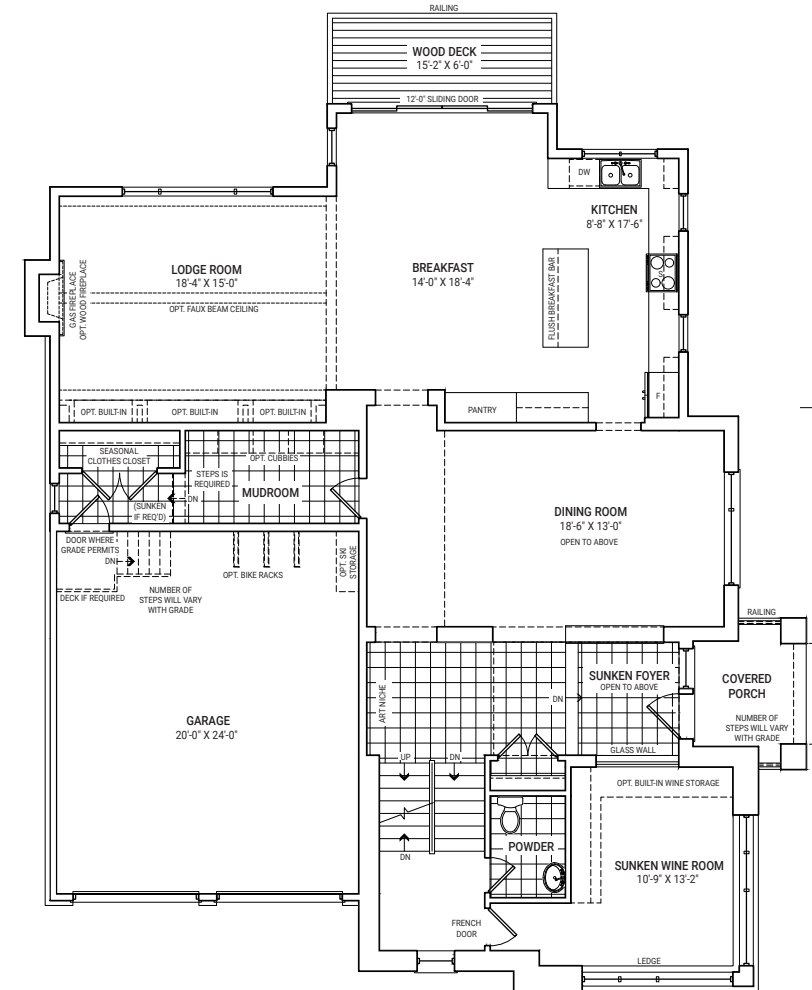 RAILING
WOOD DECK
15'-2" X 6'-0"
12'-0" SLIDING DOOR
DW
KITCHEN
8'-8" X 17'-6"
LODGE ROOM
18'-4" X 15'-0"
BREAKFAST
14'-0" X 18'-4"
S
GAS FIREPLACE
OPT. WOOD FIREPLACE
FLUSH BREAKFAST BAR
OPT. FAUX BEAM CEILING
F
OPT. BUILT-IN
OPT. BUILT-IN
OPT. BUILT-IN
PANTRY
SEASONAL
CLOTHES CLOSET
OPT. CUBBIES
STEPS IS
REQUIRED
MUDROOM
DN
(SUNKEN
IF REQ'D)
DINING ROOM
18'-6" X 13'-0"
OPEN TO ABOVE
DOOR WHERE
GRADE PERMITS
DN
OPT. BIKE RACKS
OPT. SKI
STORAGE
DECK IF REQUIRED
NUMBER OF
STEPS WILL VARY
WITH GRADE
RAILING
ART NICHE
SUNKEN FOYER
OPEN TO ABOVE
DN
COVERED
PORCH
NUMBER OF
STEPS WILL VARY
WITH GRADE
GARAGE
20'-0" X 24'-0"
GLASS WALL
UP
DN
OPT. BUILT-IN WINE STORAGE
POWDER
DN
SUNKEN WINE ROOM
10'-9" X 13'-2"
FRENCH
DOOR
LEDGE